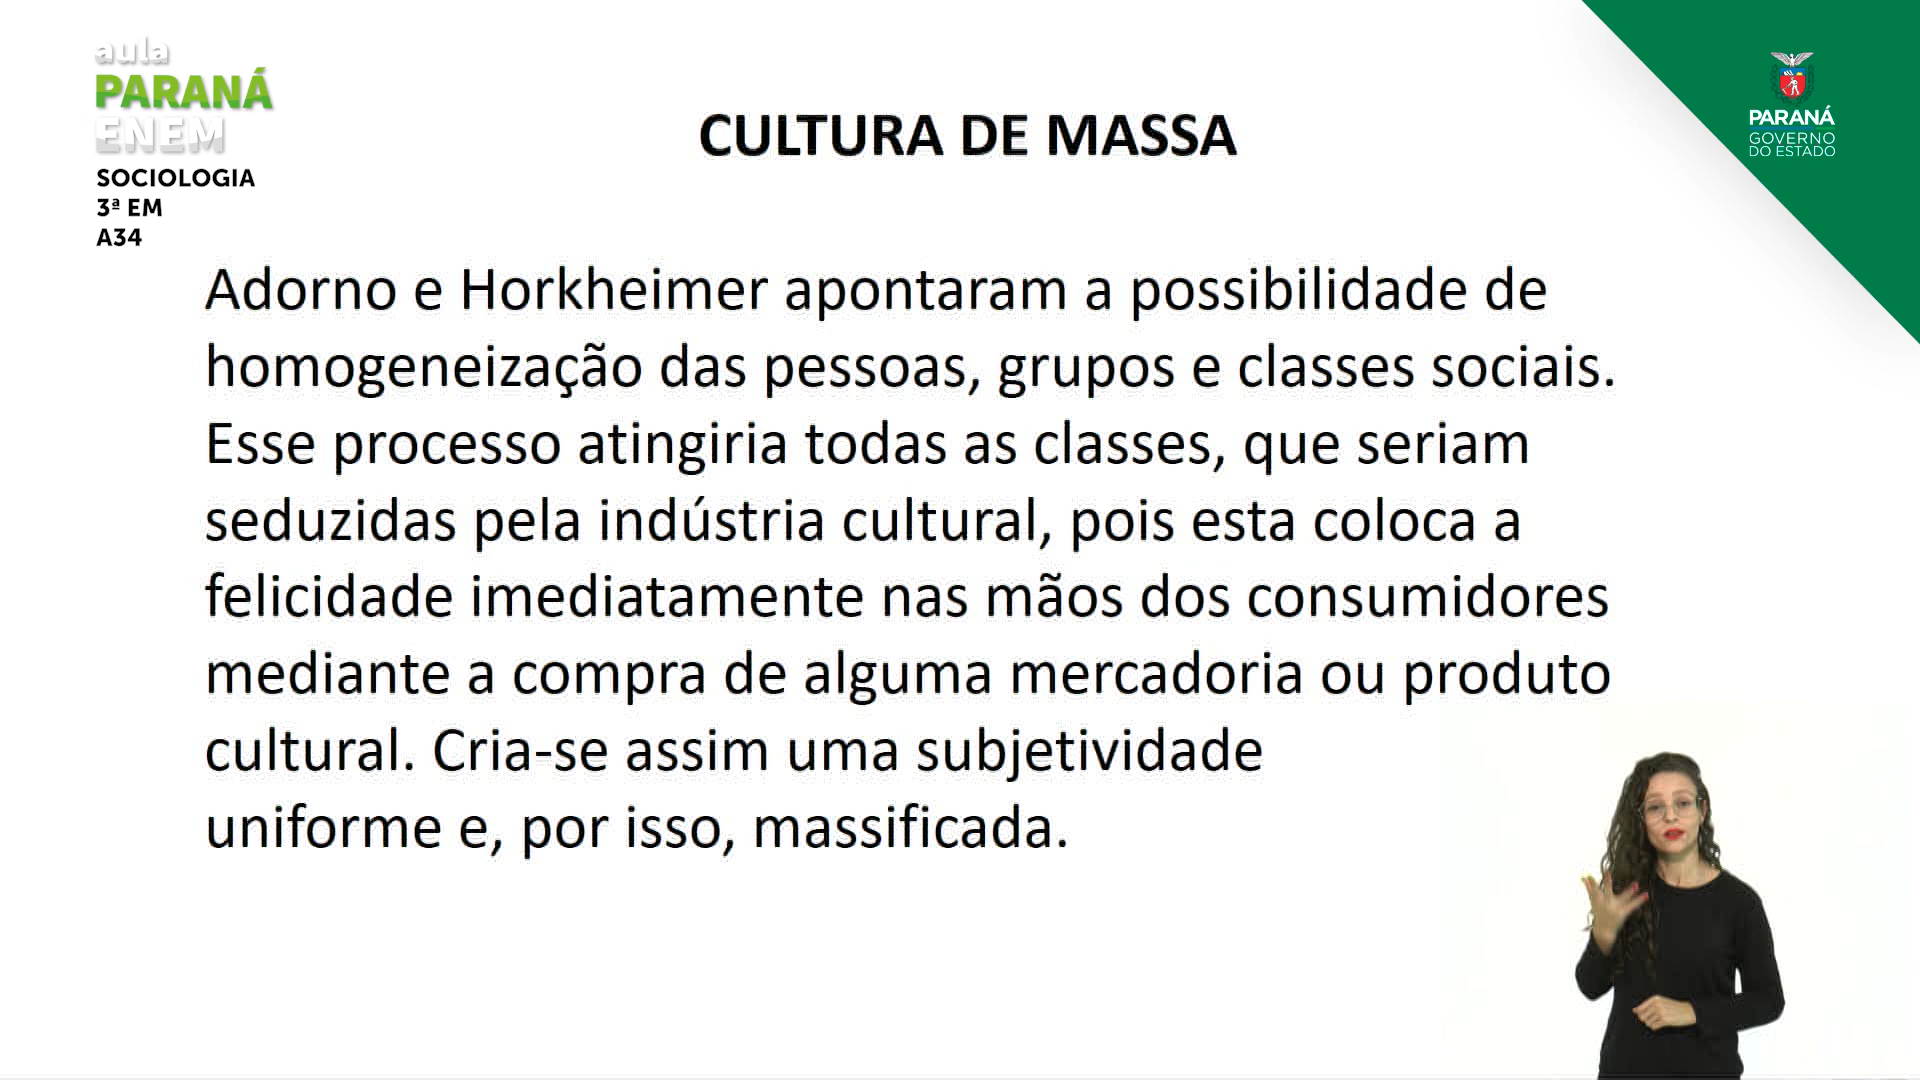 aula
PARANÁ
ENEM
SOCIOLOGIA
3ª EM
A34
CULTURA DE MASSA
PARANÁ
GOVERNO
DO ESTADO
Adorno e Horkheimer apontaram a possibilidade de
homogeneização das pessoas, grupos e classes sociais.
Esse processo atingiria todas as classes, que seriam
seduzidas pela indústria cultural, pois esta coloca a
felicidade imediatamente nas mãos dos consumidores
mediante a compra de alguma mercadoria ou produto
cultural. Cria-se assim uma subjetividade
uniforme e, por isso, massificada.